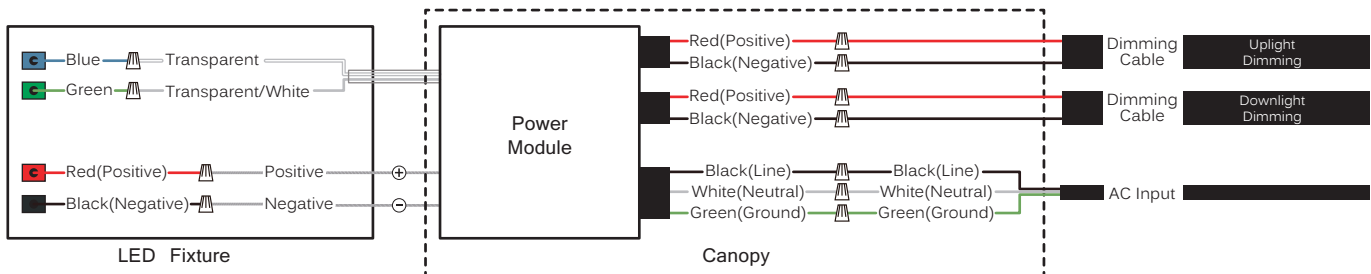 Blue Transparent
Green Transparent/White
Red(Positive) Positive +
Black(Negative) Negative −
LED Fixture
Power
Module
Red(Positive)
Black(Negative)
Dimming
Cable
Uplight
Dimming
Red(Positive)
Black(Negative)
Dimming
Cable
Downlight
Dimming
Black(Line) Black(Line)
White(Neutral) White(Neutral)
Green(Ground) Green(Ground)
AC Input
Canopy